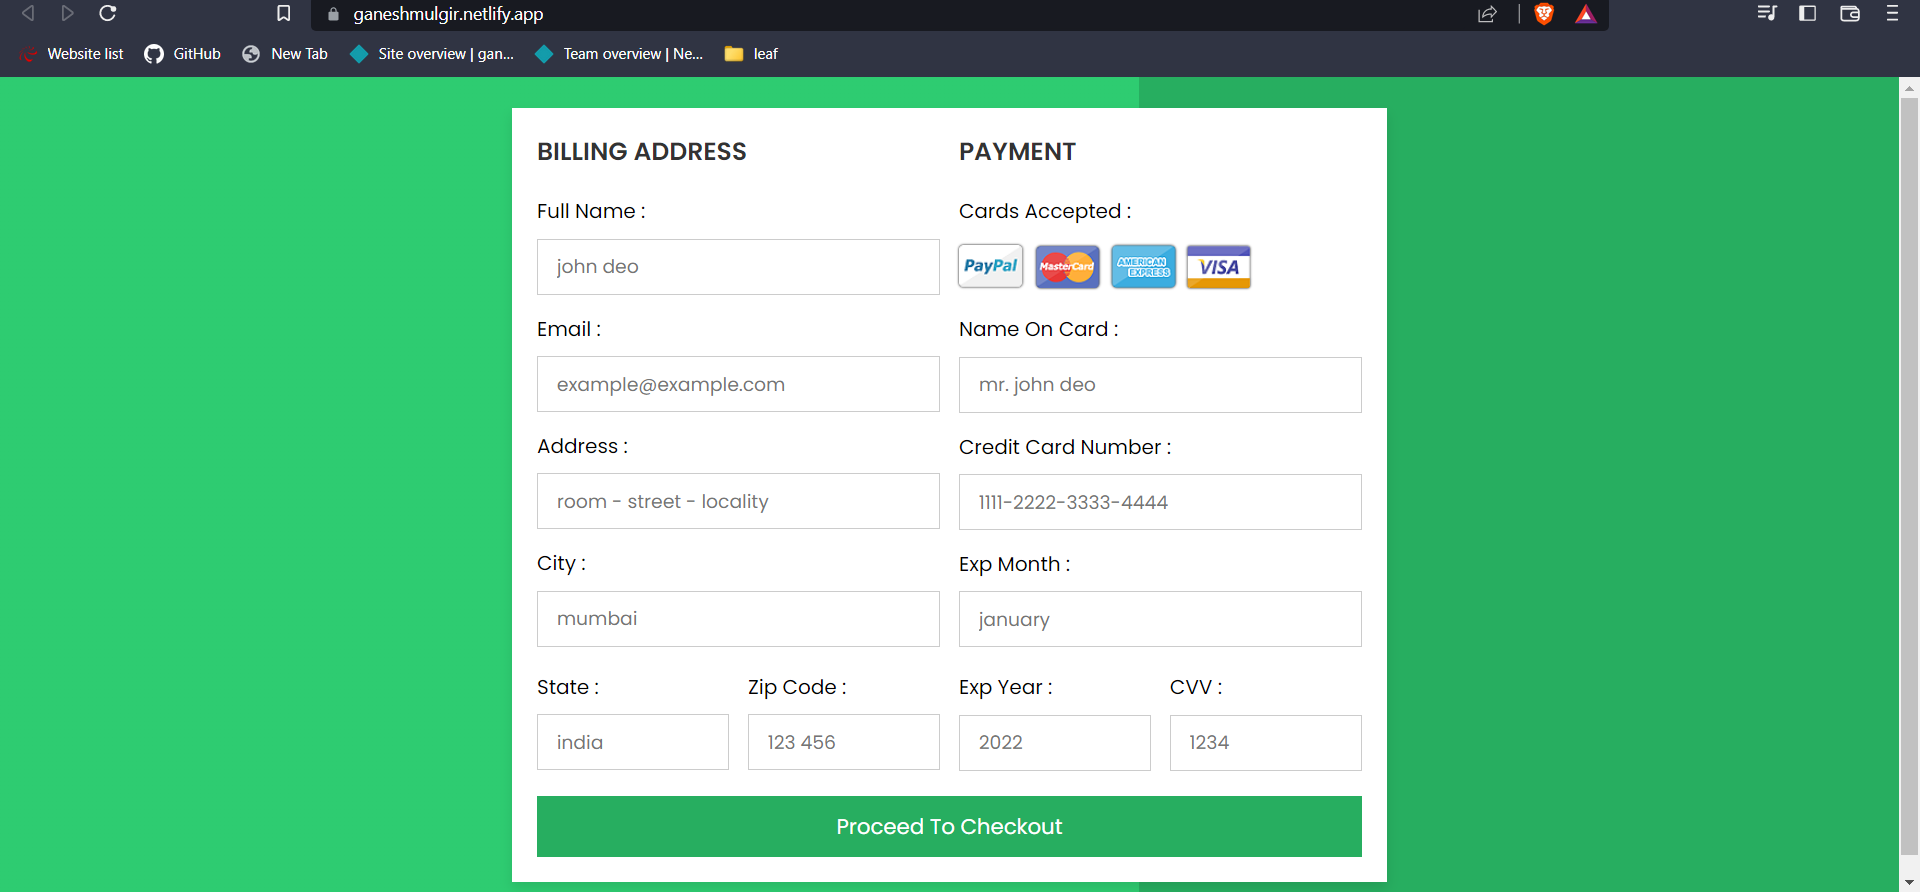 ganeshmulgir.netlify.app
Website list GitHub New Tab Site overview | gan... Team overview | Ne... leaf
BILLING ADDRESS
Full Name :
john deo
Email :
example@example.com
Address :
room - street - locality
City :
mumbai
State : Zip Code :
india 123 456
PAYMENT
Cards Accepted :
PayPal MasterCard AMERICAN EXPRESS VISA
Name On Card :
mr. john deo
Credit Card Number :
1111-2222-3333-4444
Exp Month :
january
Exp Year : CVV :
2022 1234
Proceed To Checkout